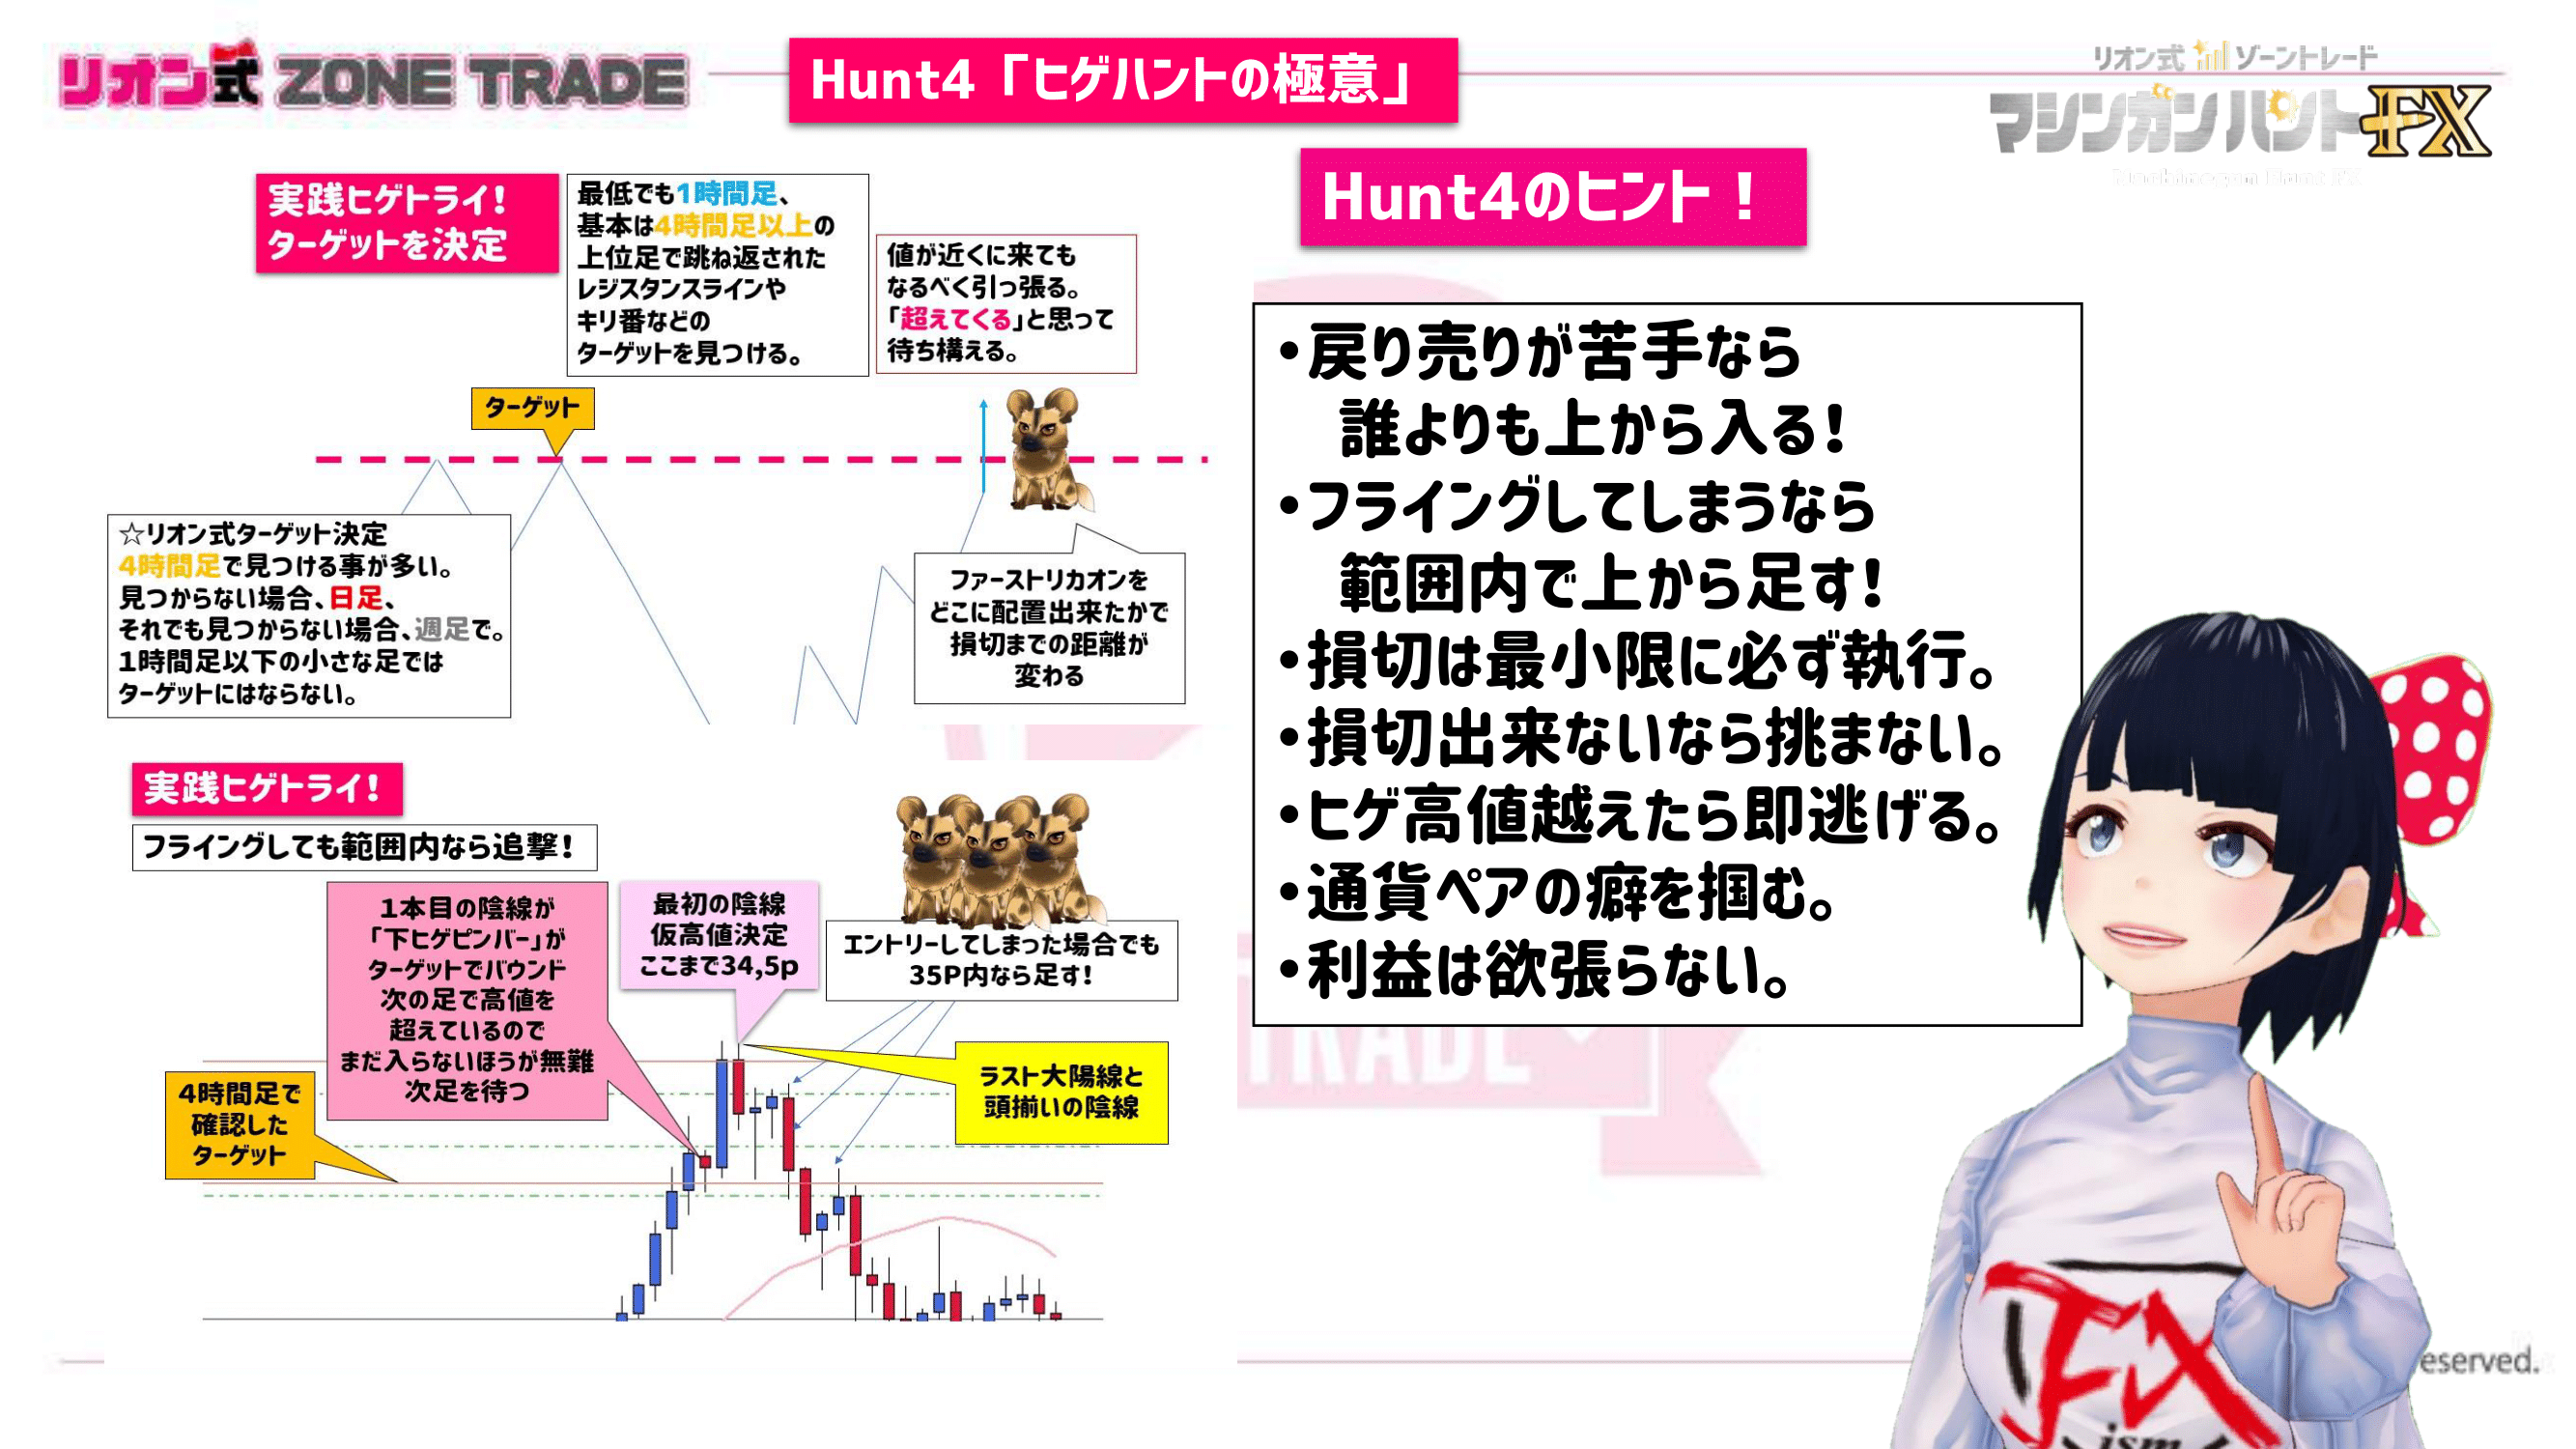 リオン式 ZONE TRADE
Hunt4「ヒゲハントの極意」
リオン式 ゾーントレード
マシンガンハントFX
実践ヒゲトライ!
ターゲットを決定
最低でも1時間足、
基本は4時間足以上の
上位足で跳ね返された
レジスタンスラインや
キリ番などの
ターゲットを見つける。
値が近くに来ても
なるべく引っ張る。
「超えてくる」と思って
待ち構える。
ターゲット
☆リオン式ターゲット決定
4時間足で見つける事が多い。
見つからない場合、日足、
それでも見つからない場合、週足で。
1時間足以下の小さな足では
ターゲットにはならない。
ファーストリカオンを
どこに配置出来たかで
損切までの距離が
変わる
実践ヒゲトライ!
フライングしても範囲内なら追撃!
1本目の陰線が
「下ヒゲピンバー」が
ターゲットでバウンド
次の足で高値を
超えているので
まだ入らないほうが無難
次足を待つ
最初の陰線
仮高値決定
ここまで34,5p
エントリーしてしまった場合でも
35P内なら足す!
ラスト大陽線と
頭揃いの陰線
4時間足で
確認した
ターゲット
Hunt4のヒント!
•戻り売りが苦手なら
誰よりも上から入る!
•フライングしてしまうなら
範囲内で上から足す!
•損切は最小限に必ず執行。
•損切出来ないなら挑まない。
•ヒゲ高値越えたら即逃げる。
•通貨ペアの癖を掴む。
•利益は欲張らない。
TRADE
FX
ism
eserved.